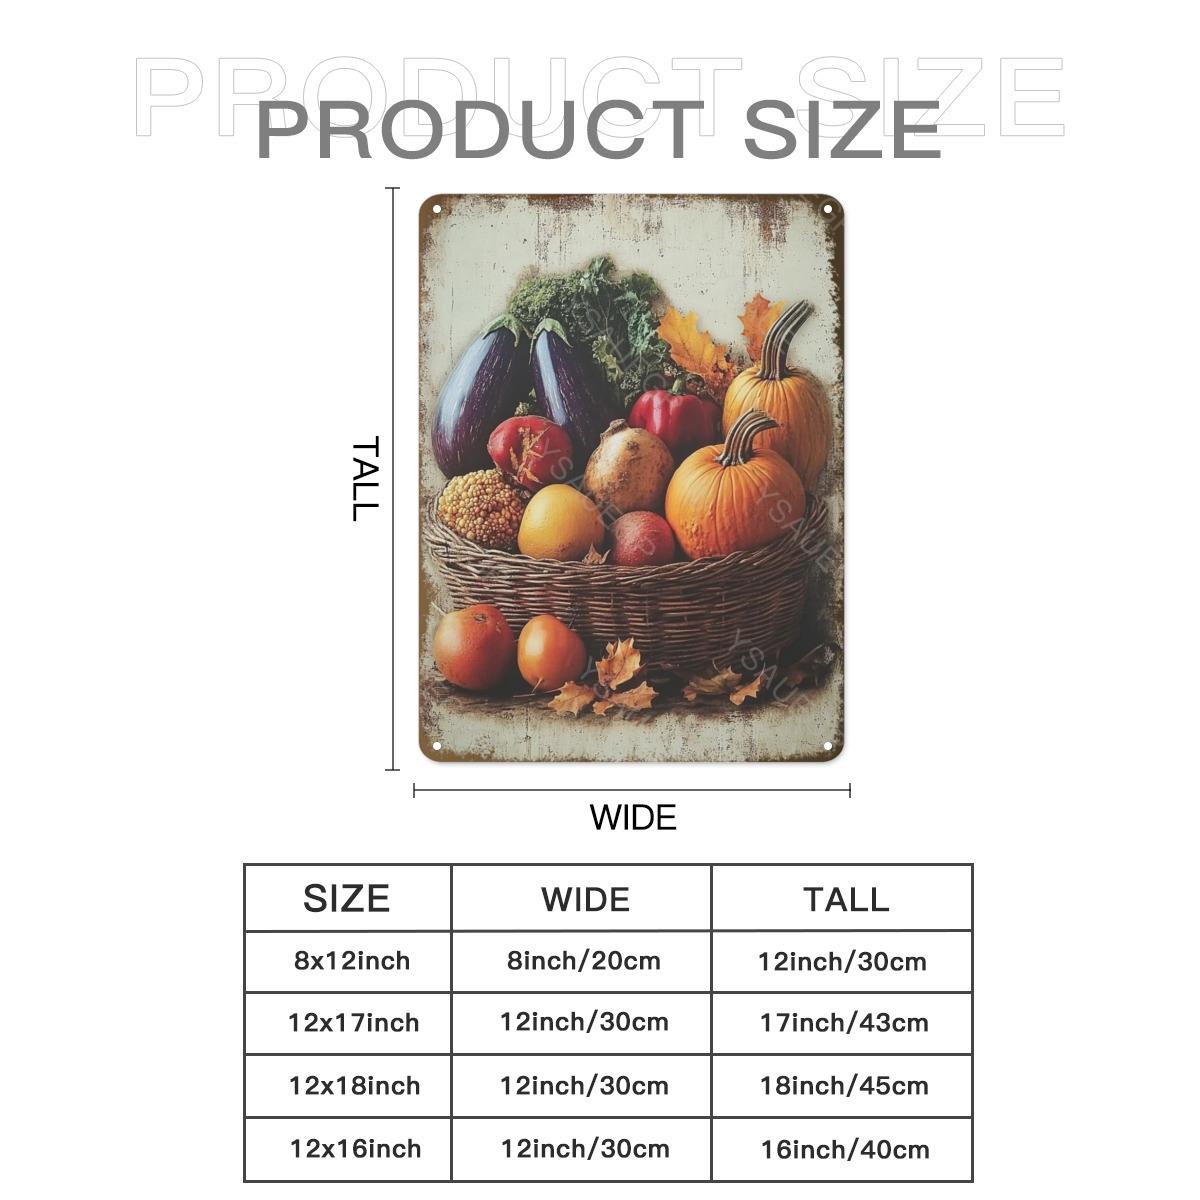 PRODUCT SIZE
PRODUCT SIZE
TALL
WIDE
SIZE WIDE TALL
8x12inch 8inch/20cm 12inch/30cm
12x17inch 12inch/30cm 17inch/43cm
12x18inch 12inch/30cm 18inch/45cm
12x16inch 12inch/30cm 16inch/40cm